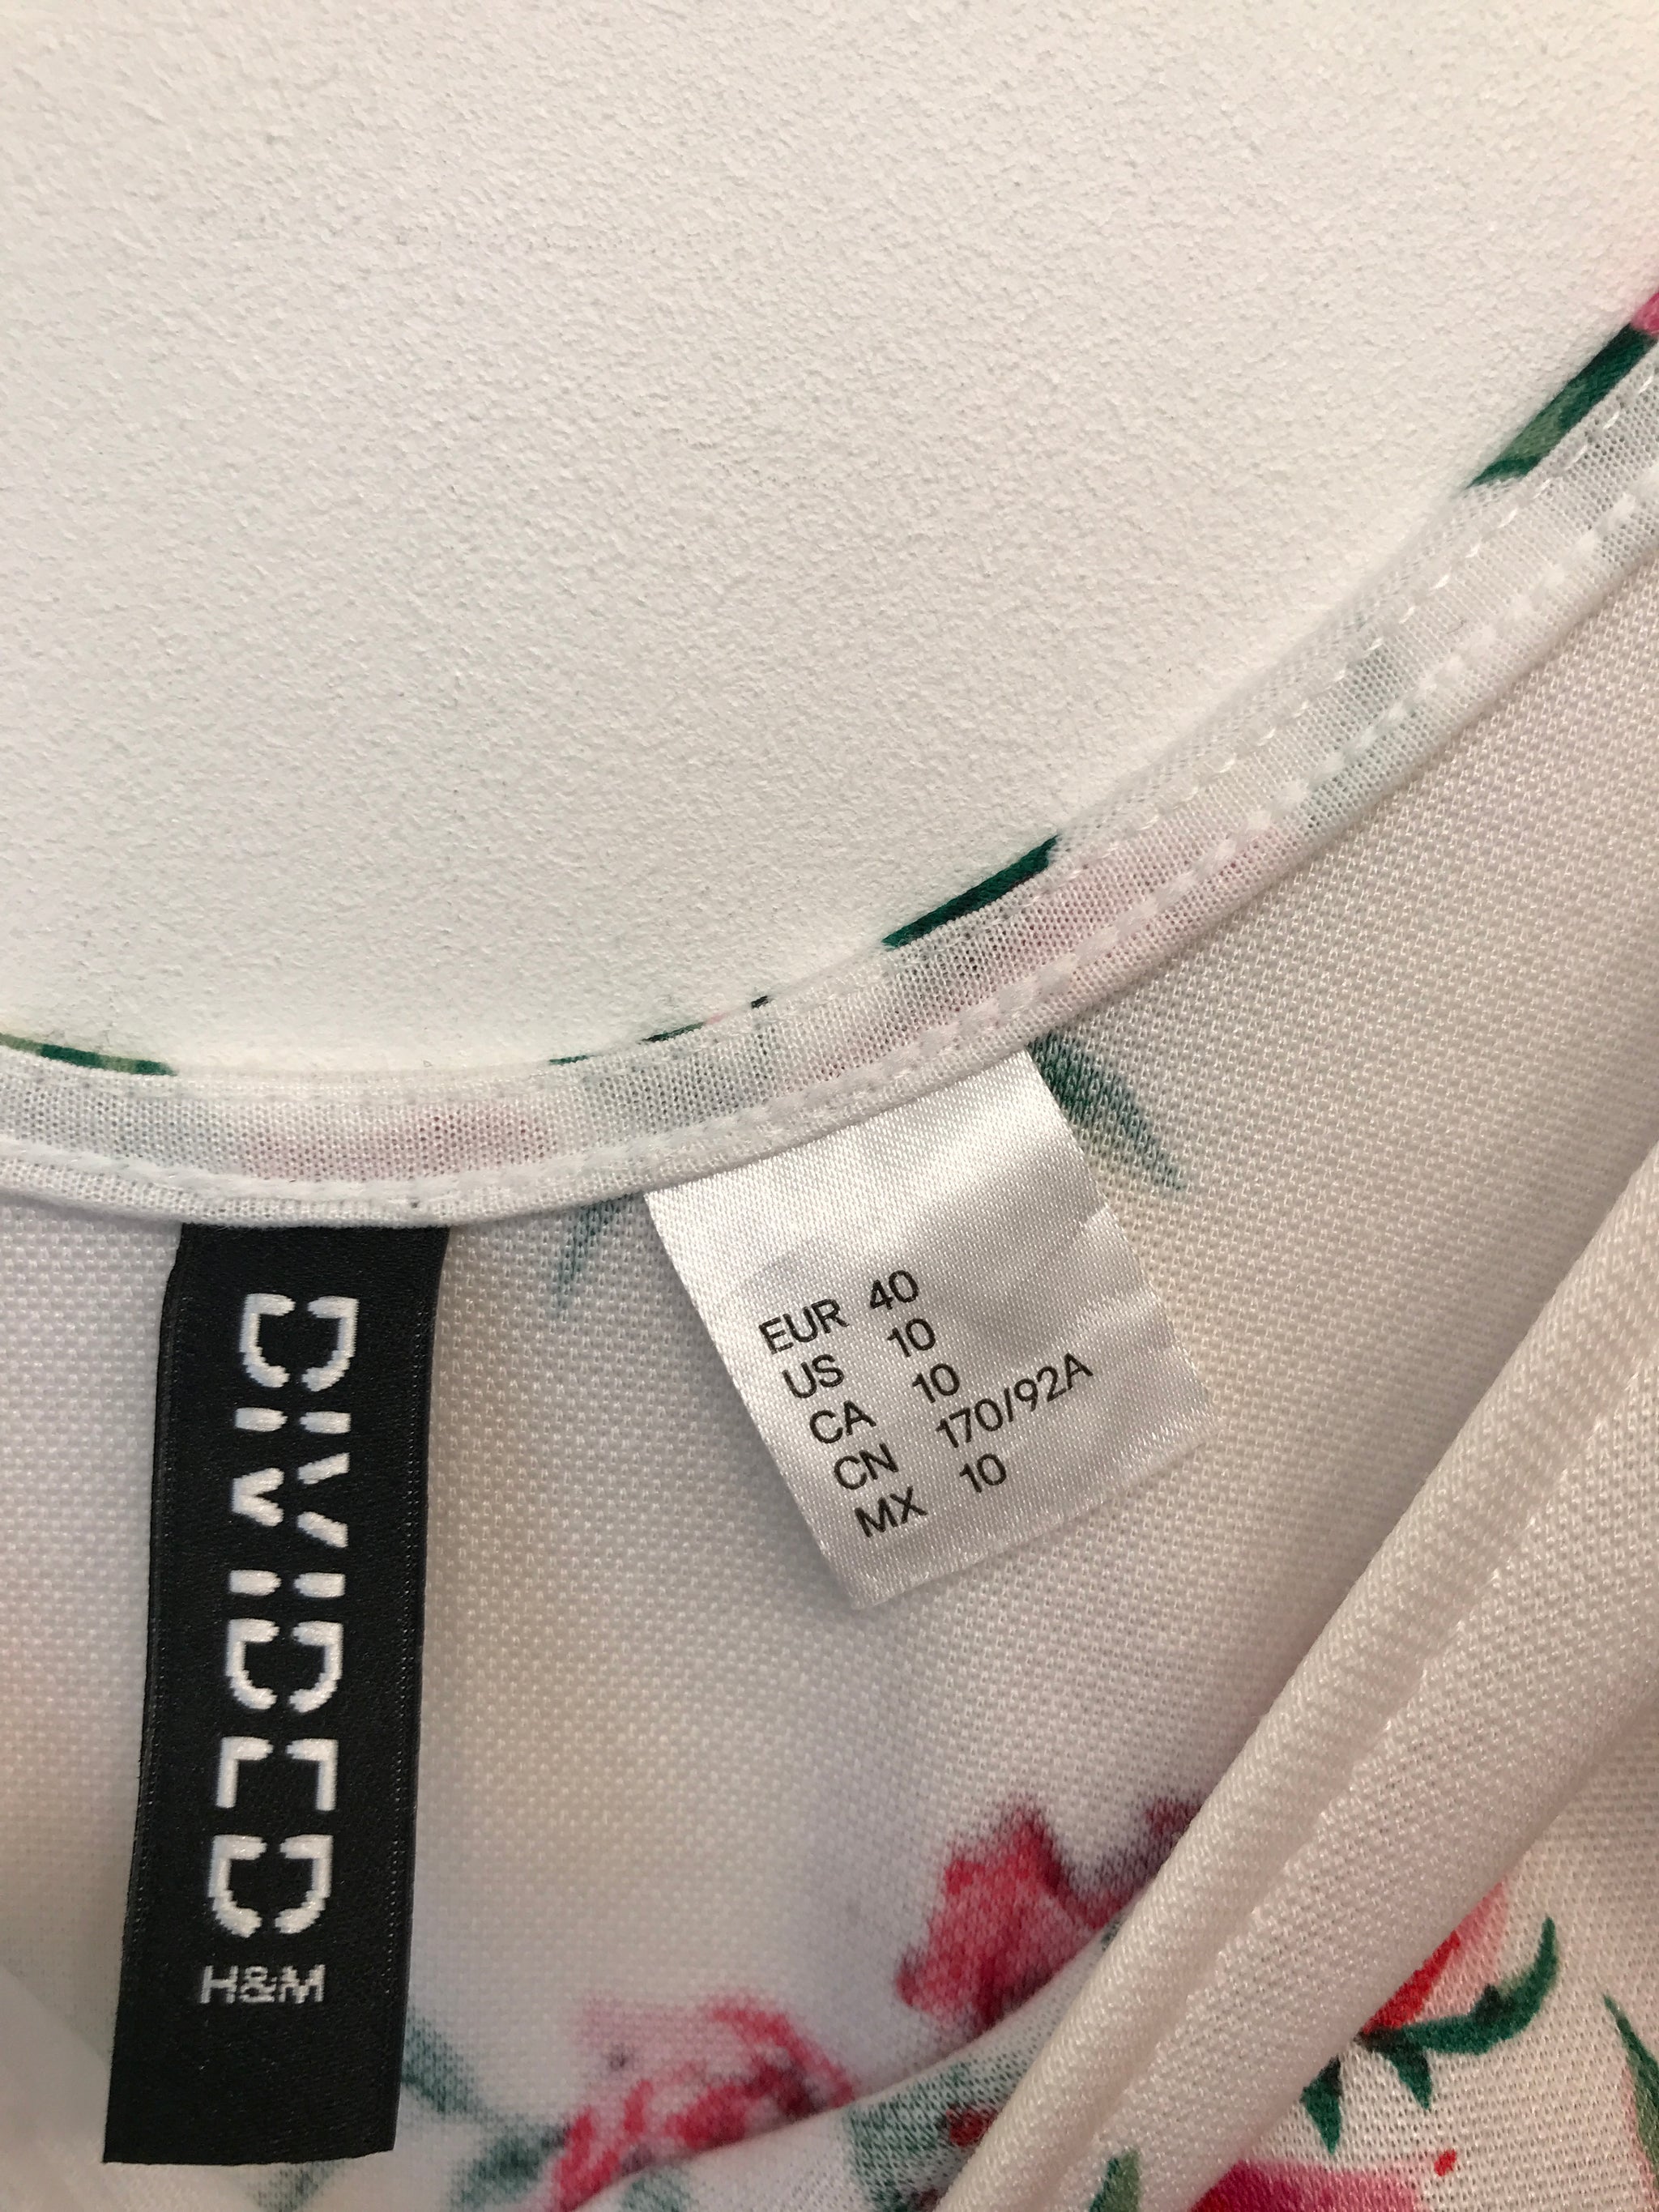 DIVIDED
H&M
EUR 40
US 10
CA 10
CN 170/92A
MX 10